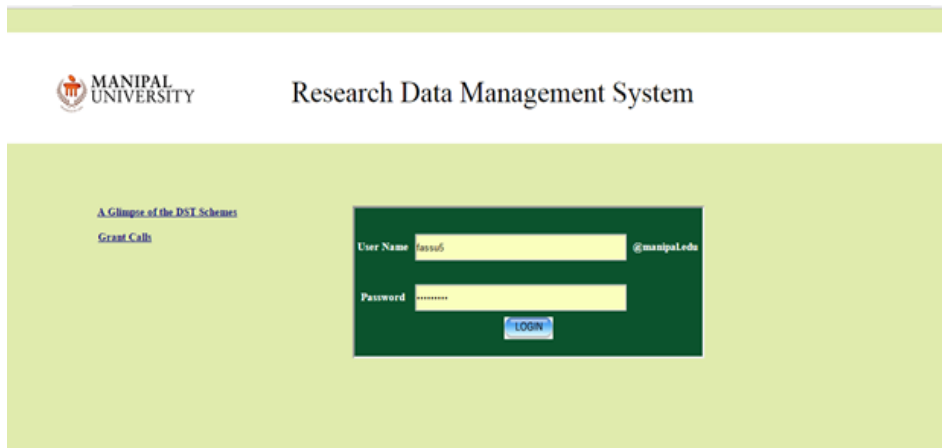 MANIPAL
UNIVERSITY
Research Data Management System
A Glimpse of the DST Schemes
Grant Calls
User Name fassu5 @manipal.edu
Password •••••••••
LOGIN